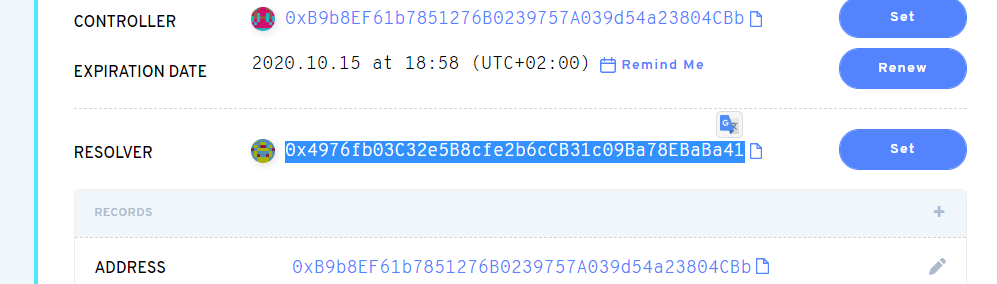 CONTROLLER 0xB9b8EF61b7851276B0239757A039d54a23804CBb Set
EXPIRATION DATE 2020.10.15 at 18:58 (UTC+02:00) Remind Me Renew
RESOLVER 0x4976fb03C32e5B8cfe2b6cCB31c09Ba78EBaBa41 Set
RECORDS +
ADDRESS 0xB9b8EF61b7851276B0239757A039d54a23804CBb